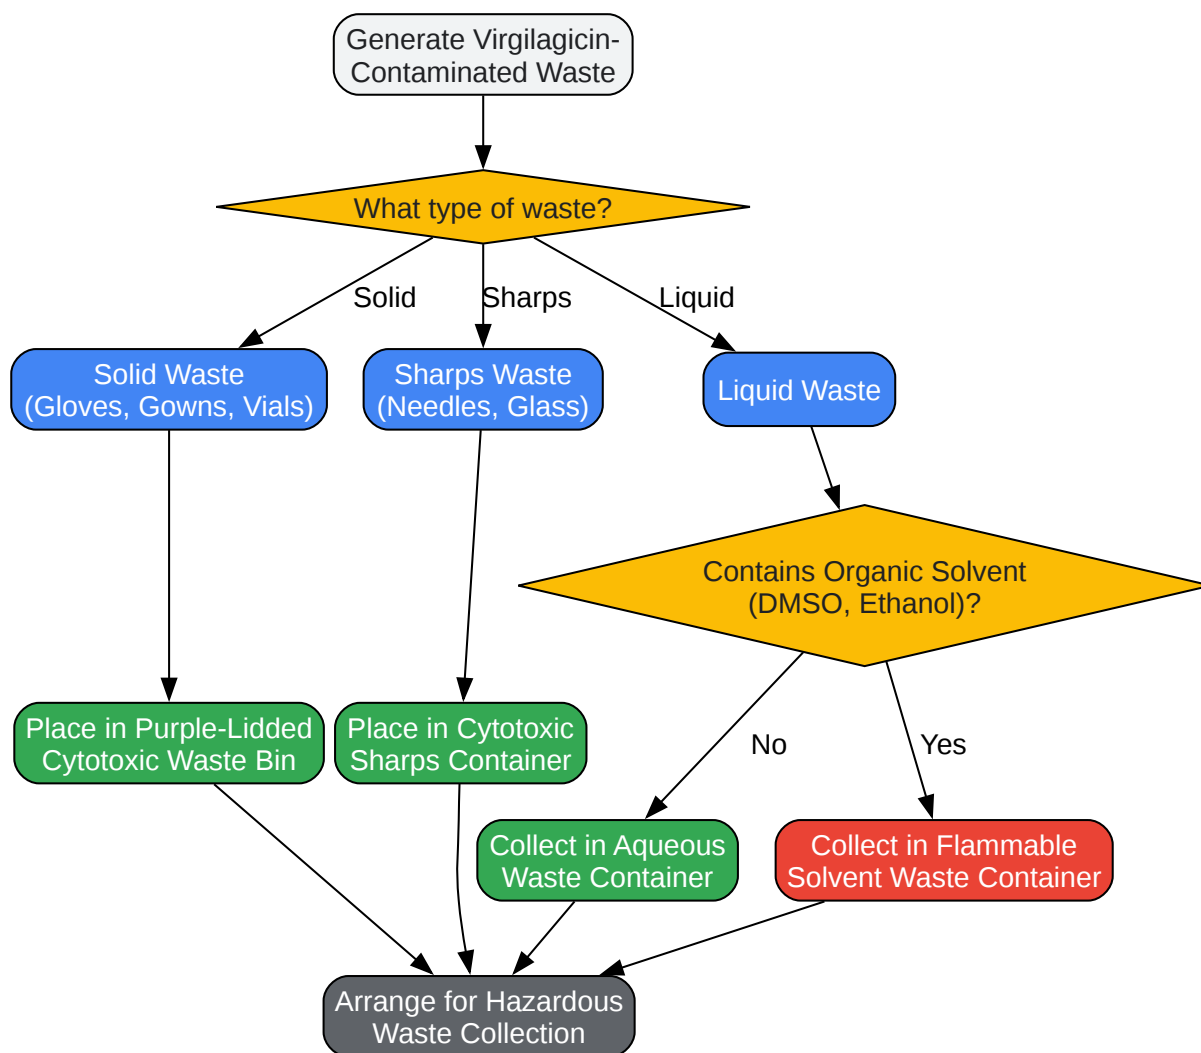 Generate Virgilagicin-
Contaminated Waste
What type of waste?
Solid
Sharps
Liquid
Solid Waste
(Gloves, Gowns, Vials)
Sharps Waste
(Needles, Glass)
Liquid Waste
Contains Organic Solvent
(DMSO, Ethanol)?
Place in Purple-Lidded
Cytotoxic Waste Bin
Place in Cytotoxic
Sharps Container
No
Yes
Collect in Aqueous
Waste Container
Collect in Flammable
Solvent Waste Container
Arrange for Hazardous
Waste Collection